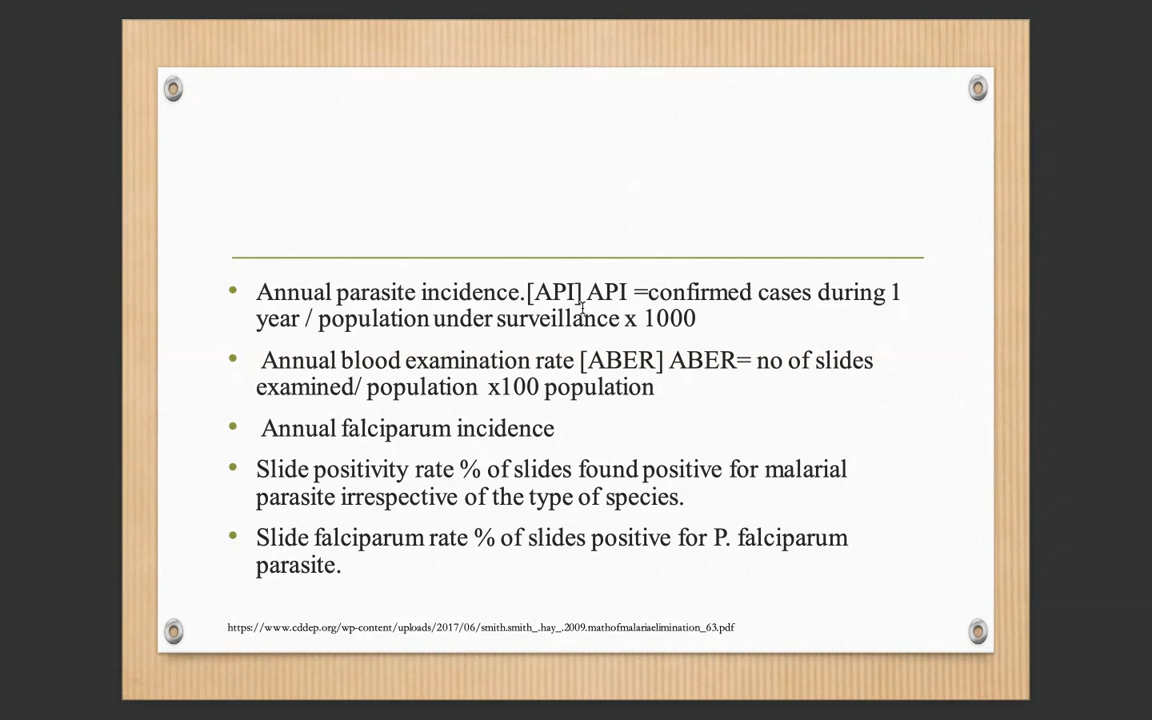 • Annual parasite incidence.[API] API =confirmed cases during 1
year / population under surveillance x 1000
• Annual blood examination rate [ABER] ABER= no of slides
examined/ population x100 population
• Annual falciparum incidence
• Slide positivity rate % of slides found positive for malarial
parasite irrespective of the type of species.
• Slide falciparum rate % of slides positive for P. falciparum
parasite.
https://www.cddep.org/wp-content/uploads/2017/06/smith.smith_.hay_.2009.mathofmalariaelimination_63.pdf